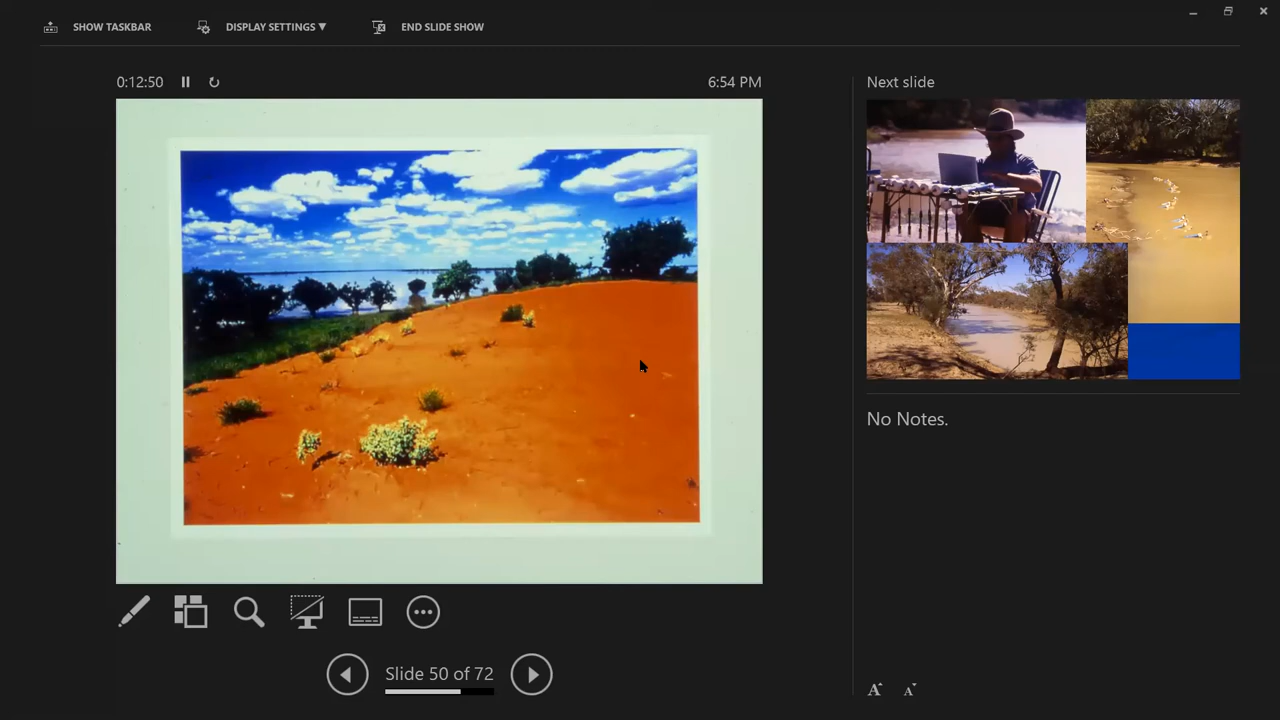 SHOW TASKBAR
DISPLAY SETTINGS ▼
END SLIDE SHOW
0:12:50
6:54 PM
Next slide
No Notes.
Slide 50 of 72
A A